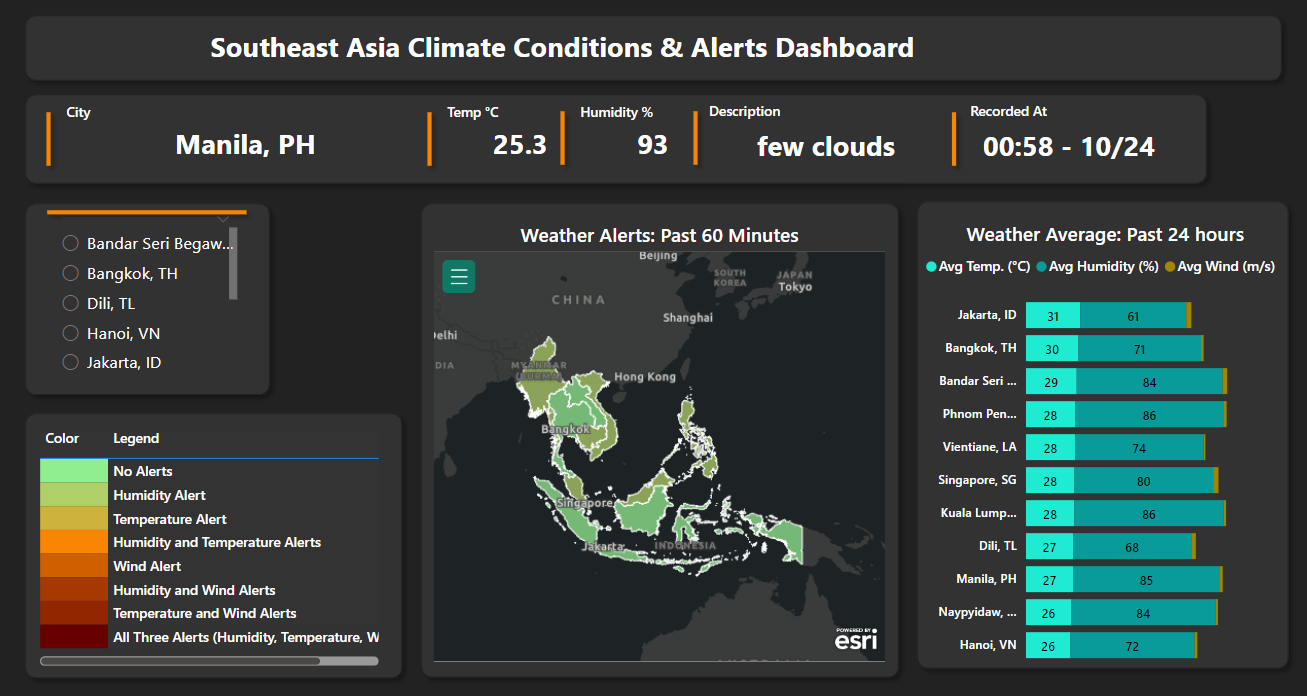 Southeast Asia Climate Conditions & Alerts Dashboard
City
Temp °C
Humidity %
Description
Recorded At
Manila, PH
25.3
93
few clouds
00:58 - 10/24
Bandar Seri Begaw...
Bangkok, TH
Dili, TL
Hanoi, VN
Jakarta, ID
Color Legend
No Alerts
Humidity Alert
Temperature Alert
Humidity and Temperature Alerts
Wind Alert
Humidity and Wind Alerts
Temperature and Wind Alerts
All Three Alerts (Humidity, Temperature, W
Weather Alerts: Past 60 Minutes
Beijing
SOUTH
KOREA
JAPAN
Tokyo
CHINA
Shanghai
elhi
DIA
MYANMAR
(BURMA)
Hong Kong
Bangkok
Singapore
Jakarta
INDONESIA
AUSTRALIA
POWERED BY
esri
Weather Average: Past 24 hours
Avg Temp. (°C) Avg Humidity (%) Avg Wind (m/s)
Jakarta, ID 31 61
Bangkok, TH 30 71
Bandar Seri ... 29 84
Phnom Pen... 28 86
Vientiane, LA 28 74
Singapore, SG 28 80
Kuala Lump... 28 86
Dili, TL 27 68
Manila, PH 27 85
Naypyidaw, ... 26 84
Hanoi, VN 26 72